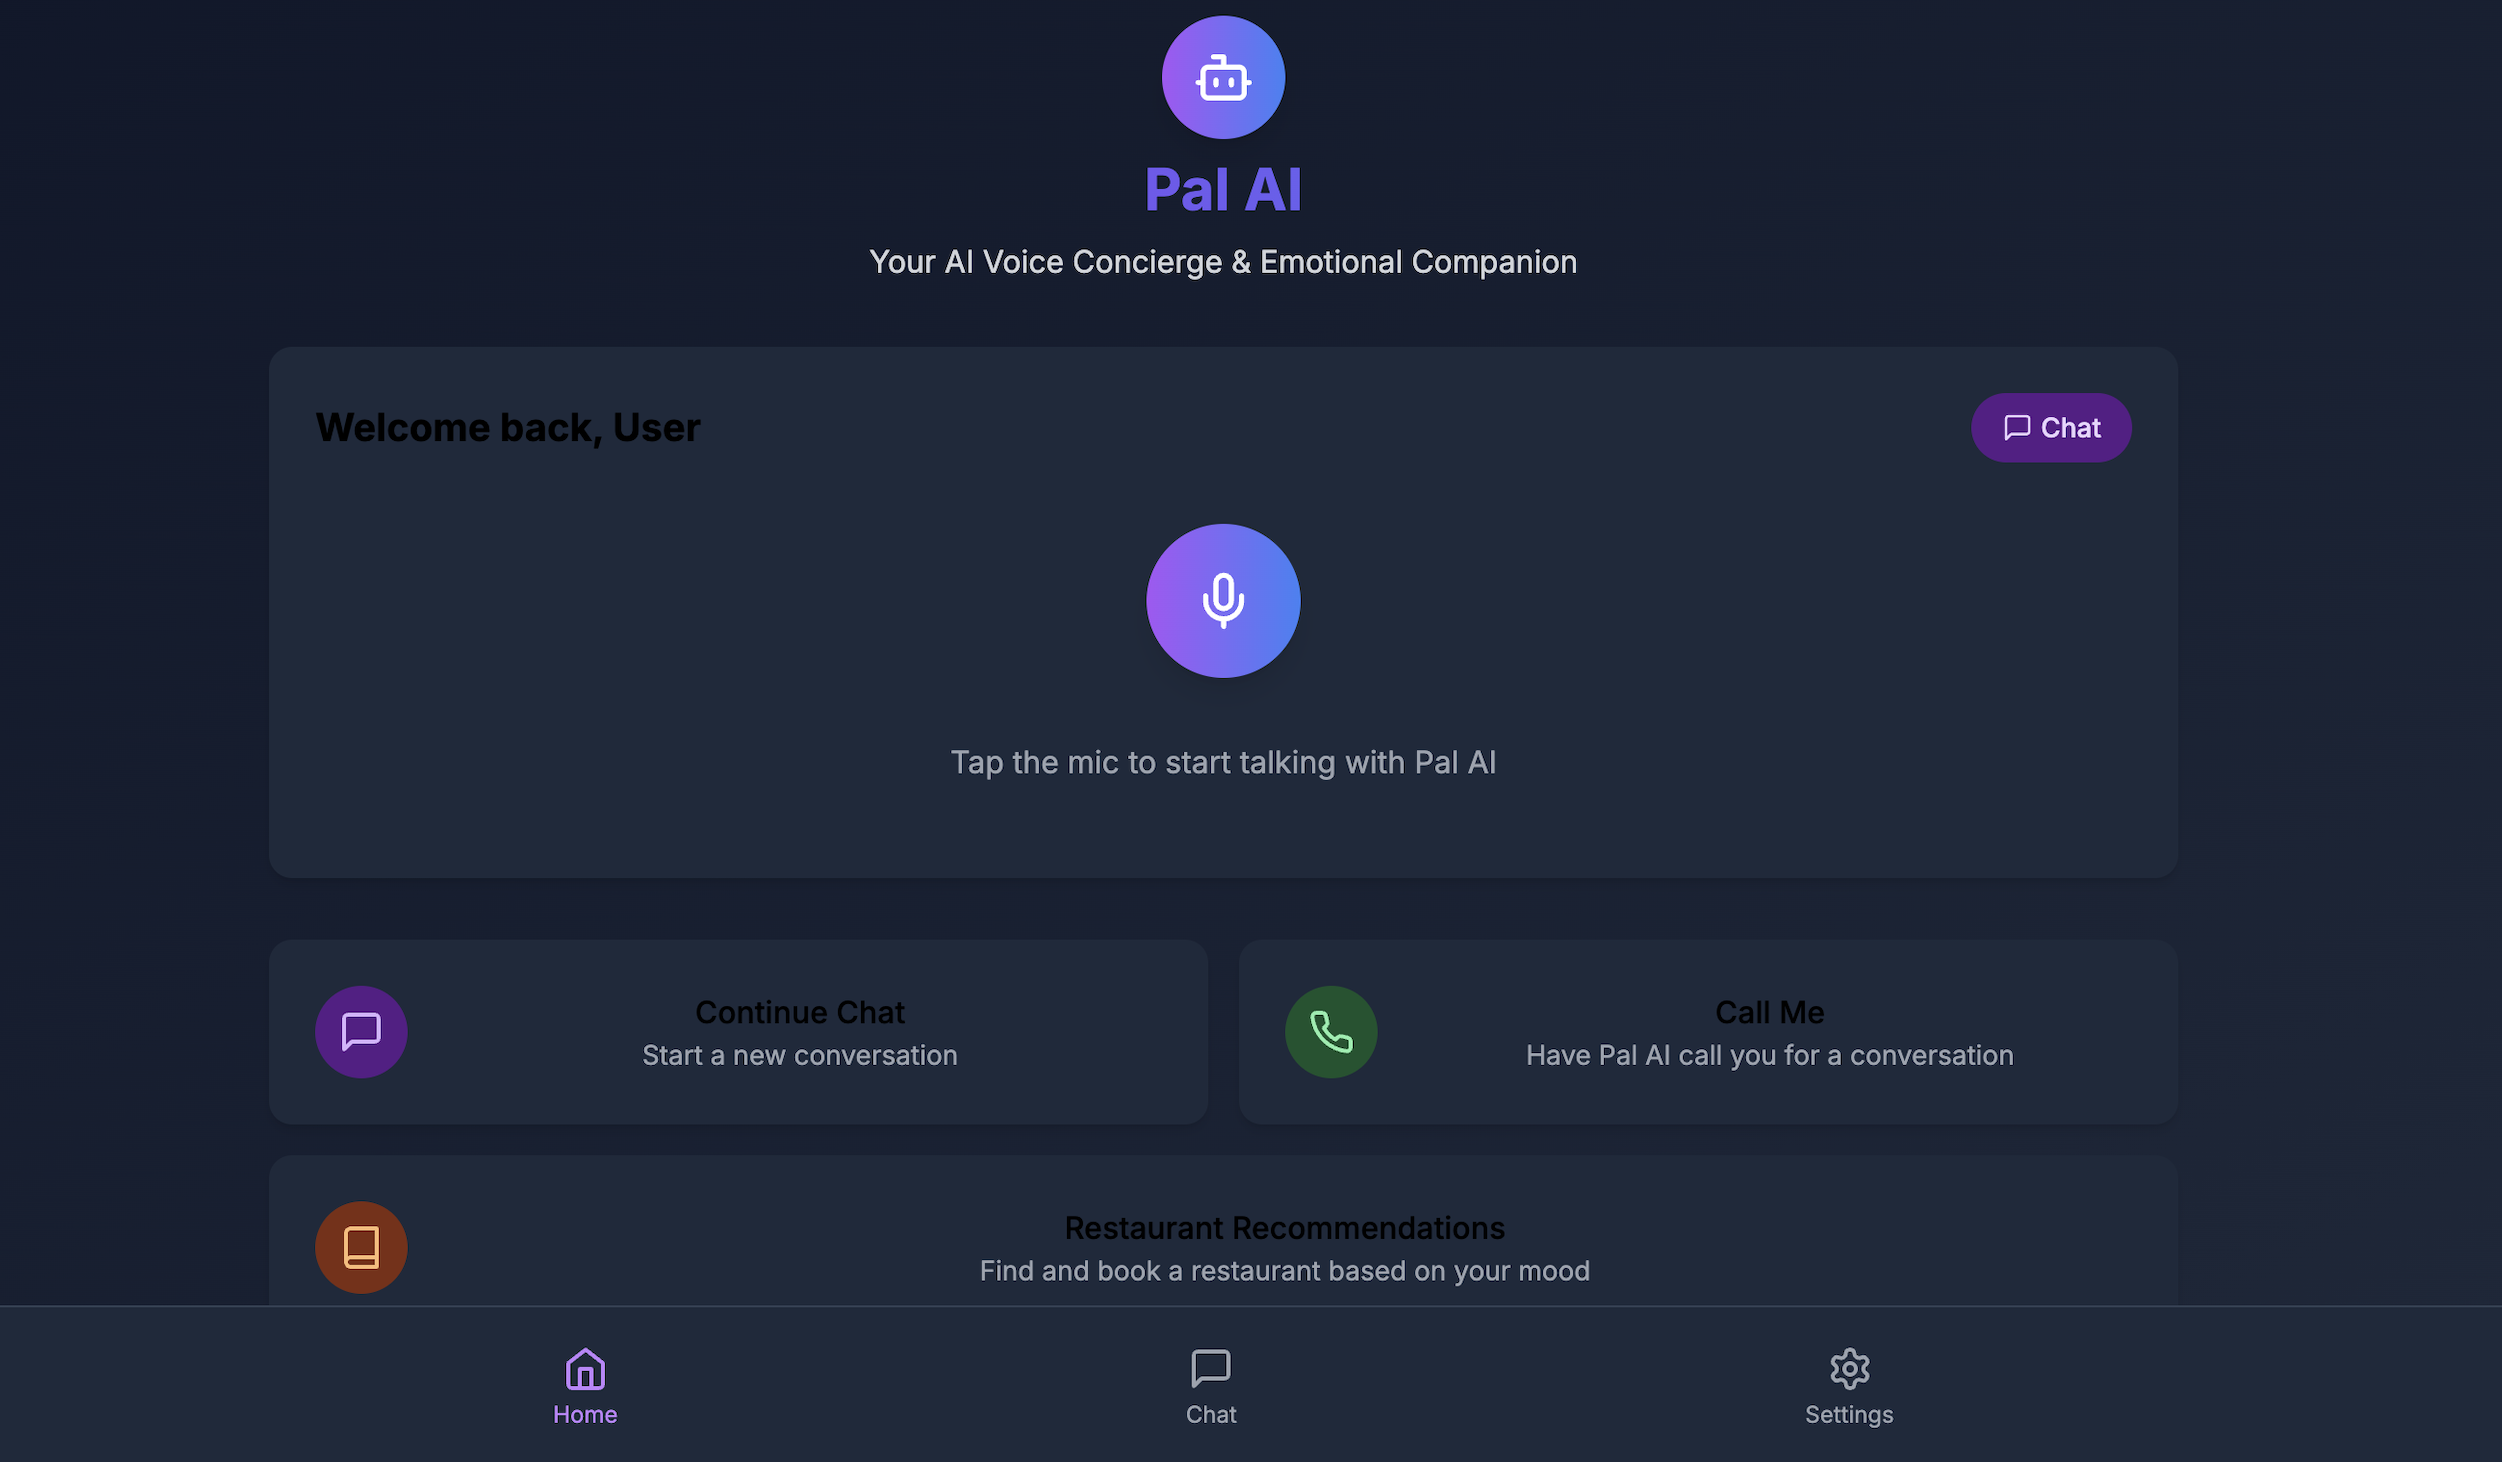 Pal AI
Your AI Voice Concierge & Emotional Companion
Welcome back, User
Chat
Tap the mic to start talking with Pal AI
Continue Chat
Start a new conversation
Call Me
Have Pal AI call you for a conversation
Restaurant Recommendations
Find and book a restaurant based on your mood
Home
Chat
Settings